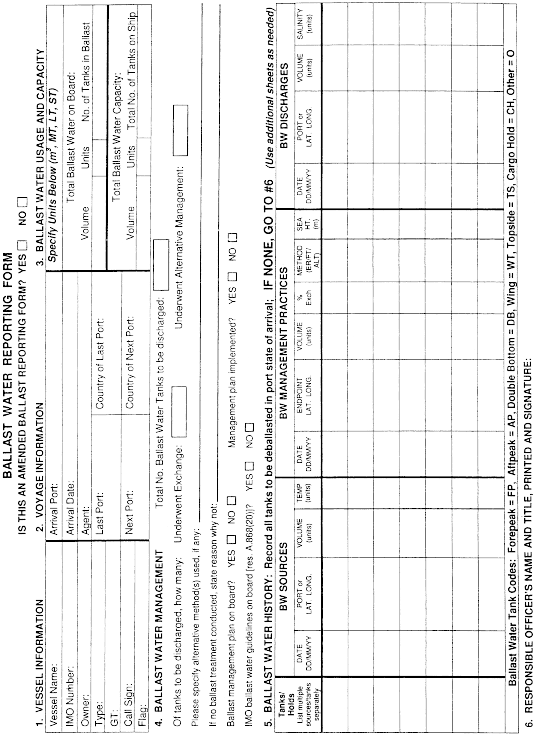 BALLAST WATER REPORTING FORM
IS THIS AN AMENDED BALLAST REPORTING FORM? YES NO
1. VESSEL INFORMATION
Vessel Name:
IMO Number:
Owner:
Type:
GT:
Call Sign:
Flag:
2. VOYAGE INFORMATION
Arrival Port:
Arrival Date:
Agent:
Last Port: Country of Last Port:
Next Port: Country of Next Port:
3. BALLAST WATER USAGE AND CAPACITY
Specify Units Below (m³, MT, LT, ST)
Total Ballast Water on Board:
Volume Units No. of Tanks in Ballast
Total Ballast Water Capacity:
Volume Units Total No. of Tanks on Ship
4. BALLAST WATER MANAGEMENT Total No. Ballast Water Tanks to be discharged:
Of tanks to be discharged, how many: Underwent Exchange: Underwent Alternative Management:
Please specify alternative method(s) used, if any:
If no ballast treatment conducted, state reason why not:
Ballast management plan on board? YES NO Management plan implemented? YES NO
IMO ballast water guidelines on board [res. A.868(20)]? YES NO
5. BALLAST WATER HISTORY: Record all tanks to be deballasted in port state of arrival; IF NONE, GO TO #6 (Use additional sheets as needed)
Tanks/
Holds
List multiple
sources/tanks
separately
BW SOURCES
DATE
DD/MM/YY
PORT or
LAT. LONG.
VOLUME
(units)
TEMP
(units)
BW MANAGEMENT PRACTICES
DATE
DD/MM/YY
ENDPOINT
LAT. LONG.
VOLUME
(units)
%
Exch
METHOD
(ER/FT/
ALT)
SEA
HT.
(m)
BW DISCHARGES
DATE
DD/MM/YY
PORT or
LAT. LONG.
VOLUME
(units)
SALINITY
(units)
Ballast Water Tank Codes: Forepeak = FP, Aftpeak = AP, Double Bottom = DB, Wing = WT, Topside = TS, Cargo Hold = CH, Other = O
6. RESPONSIBLE OFFICER'S NAME AND TITLE, PRINTED AND SIGNATURE: